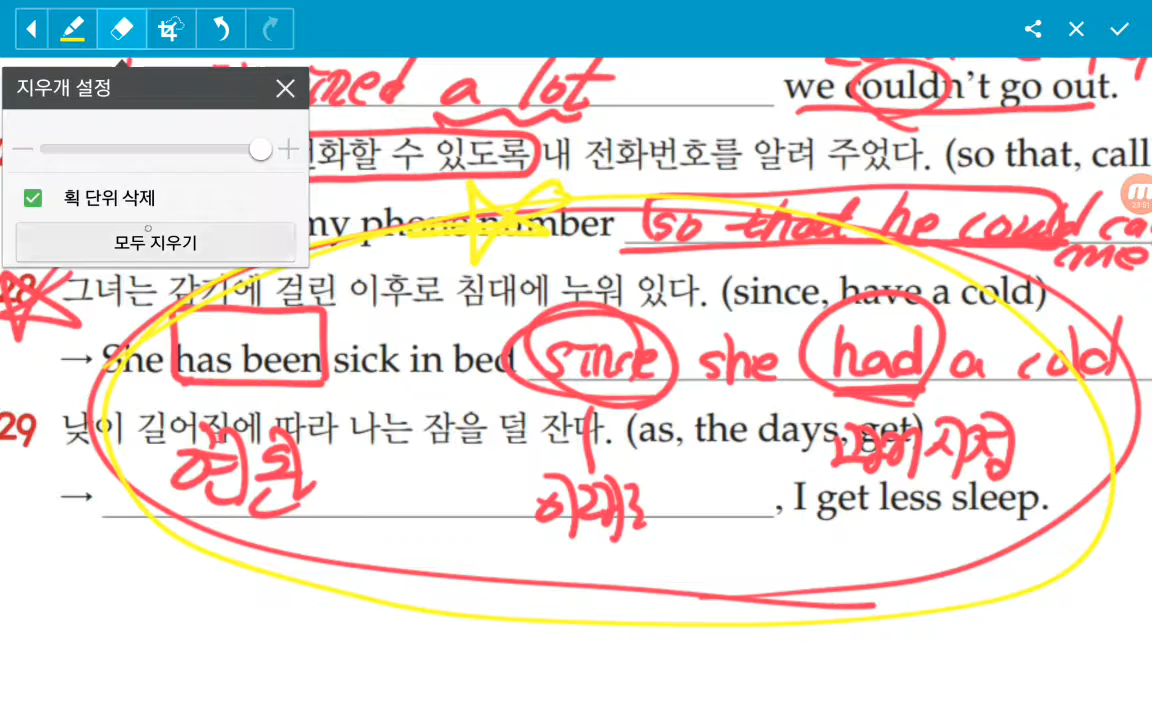 지우개 설정
획 단위 삭제
모두 지우기
ned a lot we couldn't go out.
화할 수 있도록 내 전화번호를 알려 주었다. (so that, call
my phone number so that he could ca
me
23:51
28 그녀는 감기에 걸린 이후로 침대에 누워 있다. (since, have a cold)
→ She has been sick in bed since she had a cold
29 낮이 길어짐에 따라 나는 잠을 덜 잔다. (as, the days, get)
현완 이래로 과거시점
→ , I get less sleep.